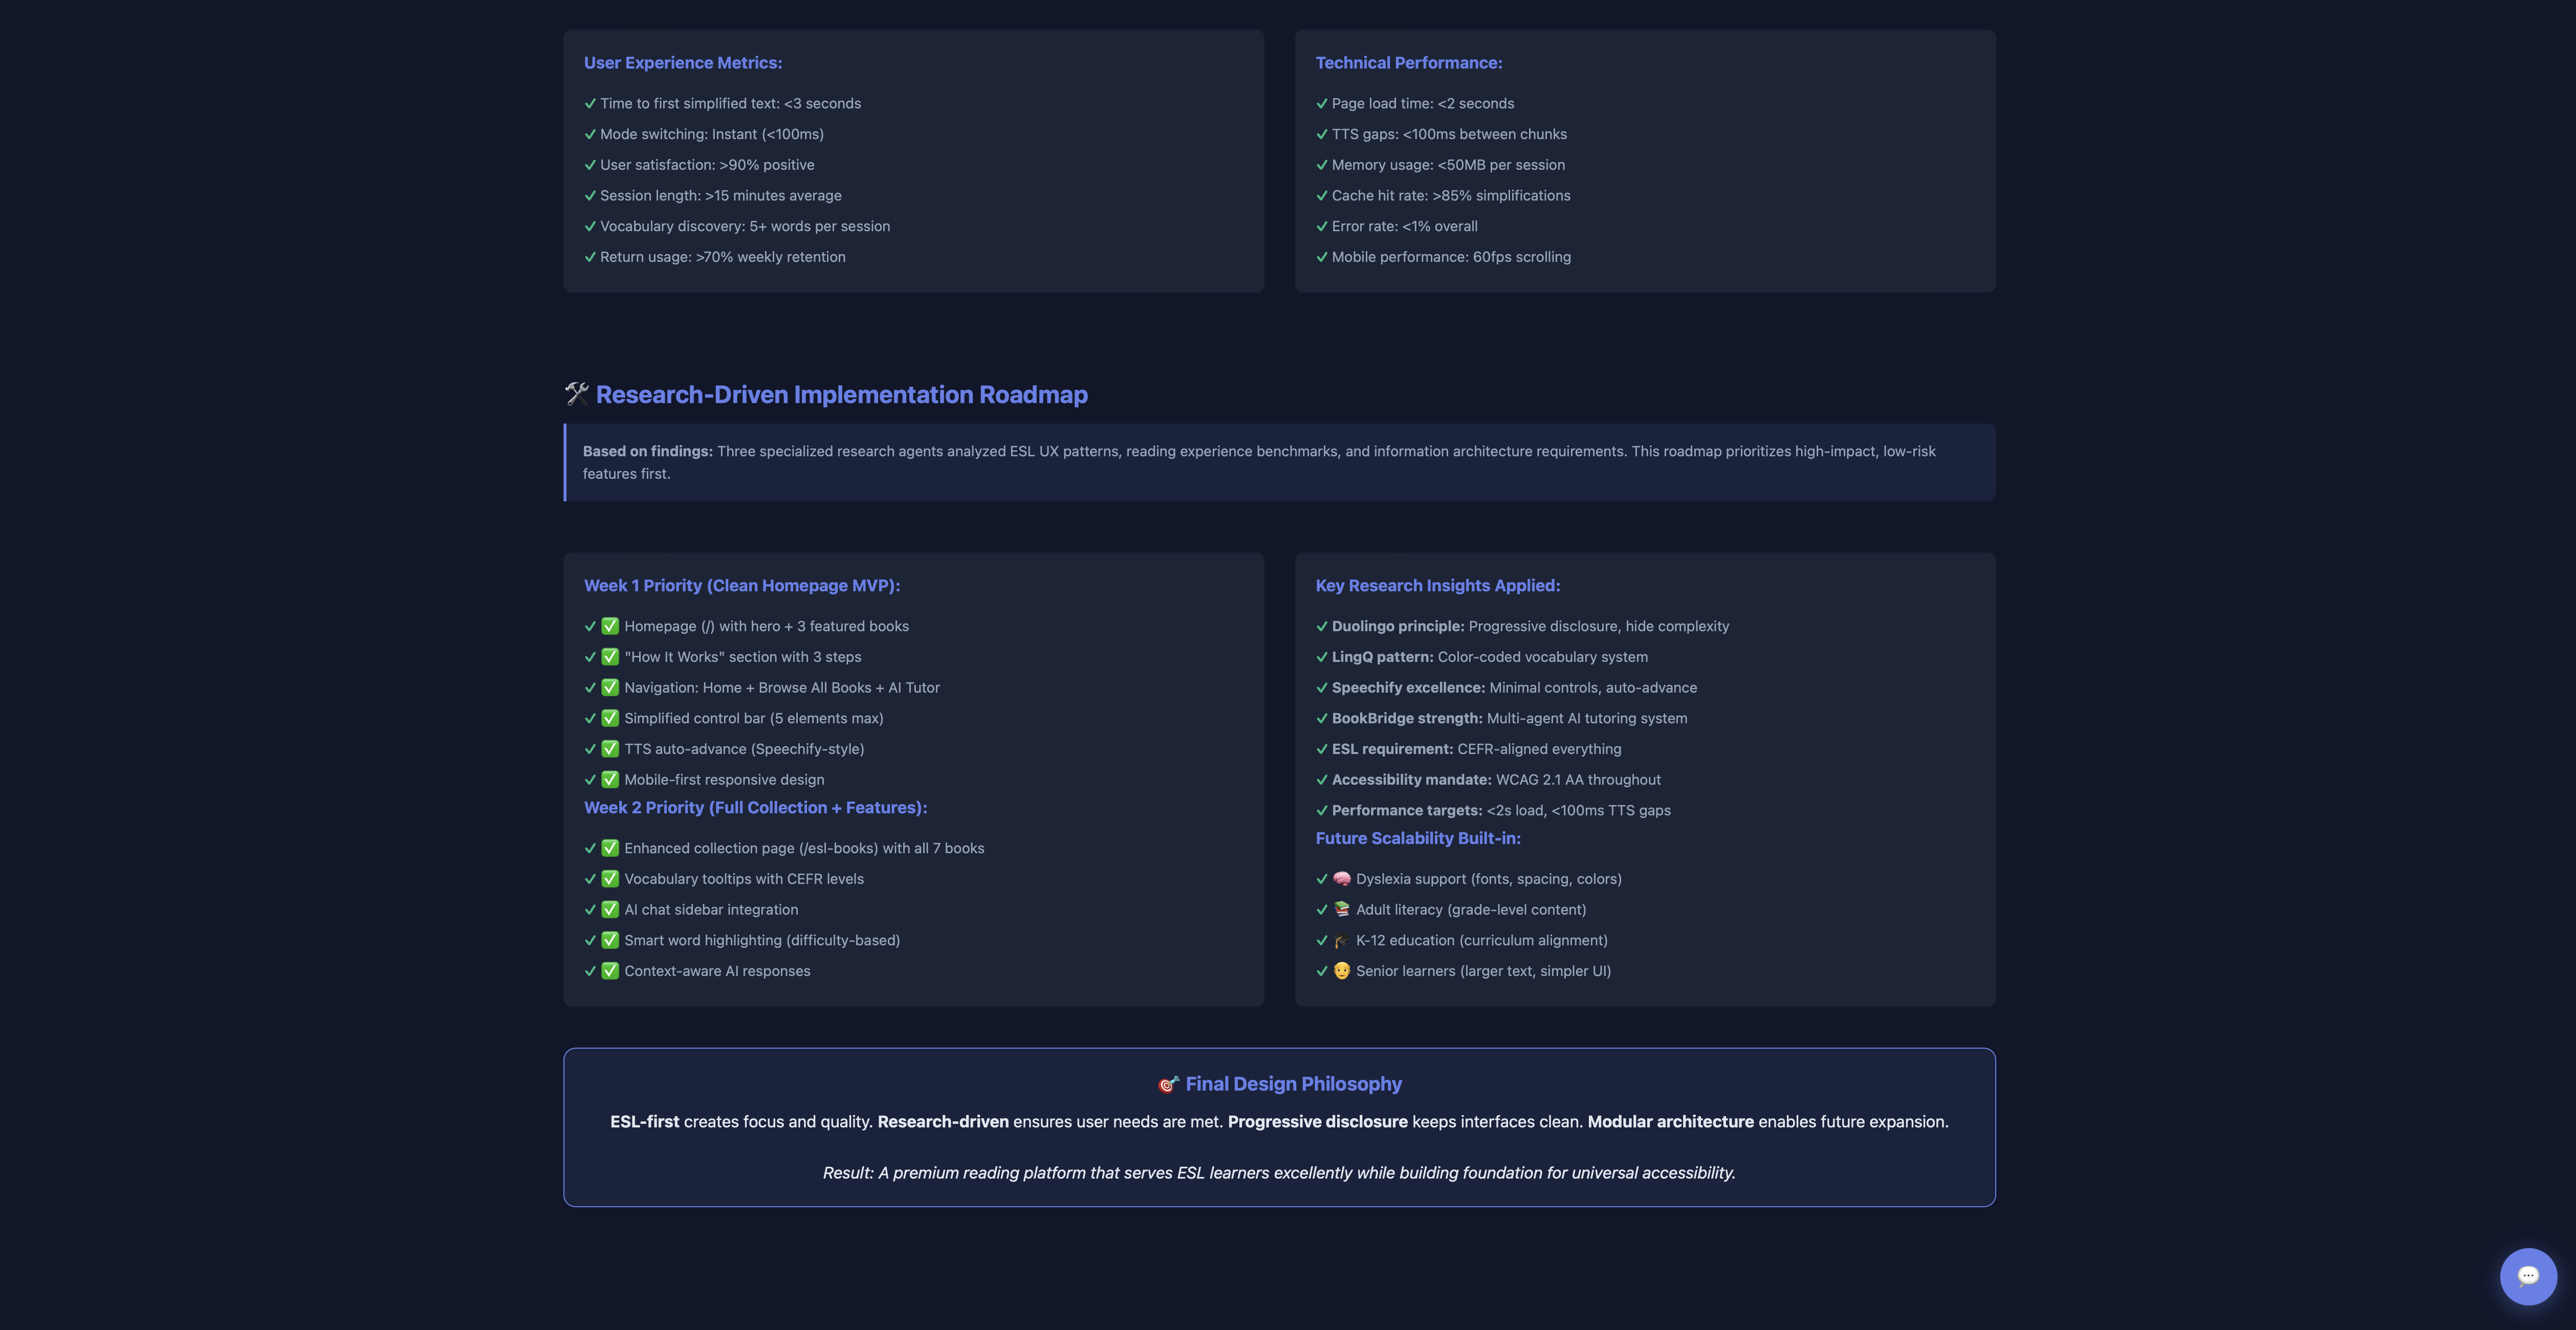 User Experience Metrics:
✓ Time to first simplified text: <3 seconds
✓ Mode switching: Instant (<100ms)
✓ User satisfaction: >90% positive
✓ Session length: >15 minutes average
✓ Vocabulary discovery: 5+ words per session
✓ Return usage: >70% weekly retention
Technical Performance:
✓ Page load time: <2 seconds
✓ TTS gaps: <100ms between chunks
✓ Memory usage: <50MB per session
✓ Cache hit rate: >85% simplifications
✓ Error rate: <1% overall
✓ Mobile performance: 60fps scrolling
🛠️ Research-Driven Implementation Roadmap
Based on findings: Three specialized research agents analyzed ESL UX patterns, reading experience benchmarks, and information architecture requirements. This roadmap prioritizes high-impact, low-risk
features first.
Week 1 Priority (Clean Homepage MVP):
✓ ✅ Homepage (/) with hero + 3 featured books
✓ ✅ "How It Works" section with 3 steps
✓ ✅ Navigation: Home + Browse All Books + AI Tutor
✓ ✅ Simplified control bar (5 elements max)
✓ ✅ TTS auto-advance (Speechify-style)
✓ ✅ Mobile-first responsive design
Week 2 Priority (Full Collection + Features):
✓ ✅ Enhanced collection page (/esl-books) with all 7 books
✓ ✅ Vocabulary tooltips with CEFR levels
✓ ✅ AI chat sidebar integration
✓ ✅ Smart word highlighting (difficulty-based)
✓ ✅ Context-aware AI responses
Key Research Insights Applied:
✓ Duolingo principle: Progressive disclosure, hide complexity
✓ LingQ pattern: Color-coded vocabulary system
✓ Speechify excellence: Minimal controls, auto-advance
✓ BookBridge strength: Multi-agent AI tutoring system
✓ ESL requirement: CEFR-aligned everything
✓ Accessibility mandate: WCAG 2.1 AA throughout
✓ Performance targets: <2s load, <100ms TTS gaps
Future Scalability Built-in:
✓ 🧠 Dyslexia support (fonts, spacing, colors)
✓ 📚 Adult literacy (grade-level content)
✓ 🎓 K-12 education (curriculum alignment)
✓ 👴 Senior learners (larger text, simpler UI)
🎯 Final Design Philosophy
ESL-first creates focus and quality. Research-driven ensures user needs are met. Progressive disclosure keeps interfaces clean. Modular architecture enables future expansion.
Result: A premium reading platform that serves ESL learners excellently while building foundation for universal accessibility.